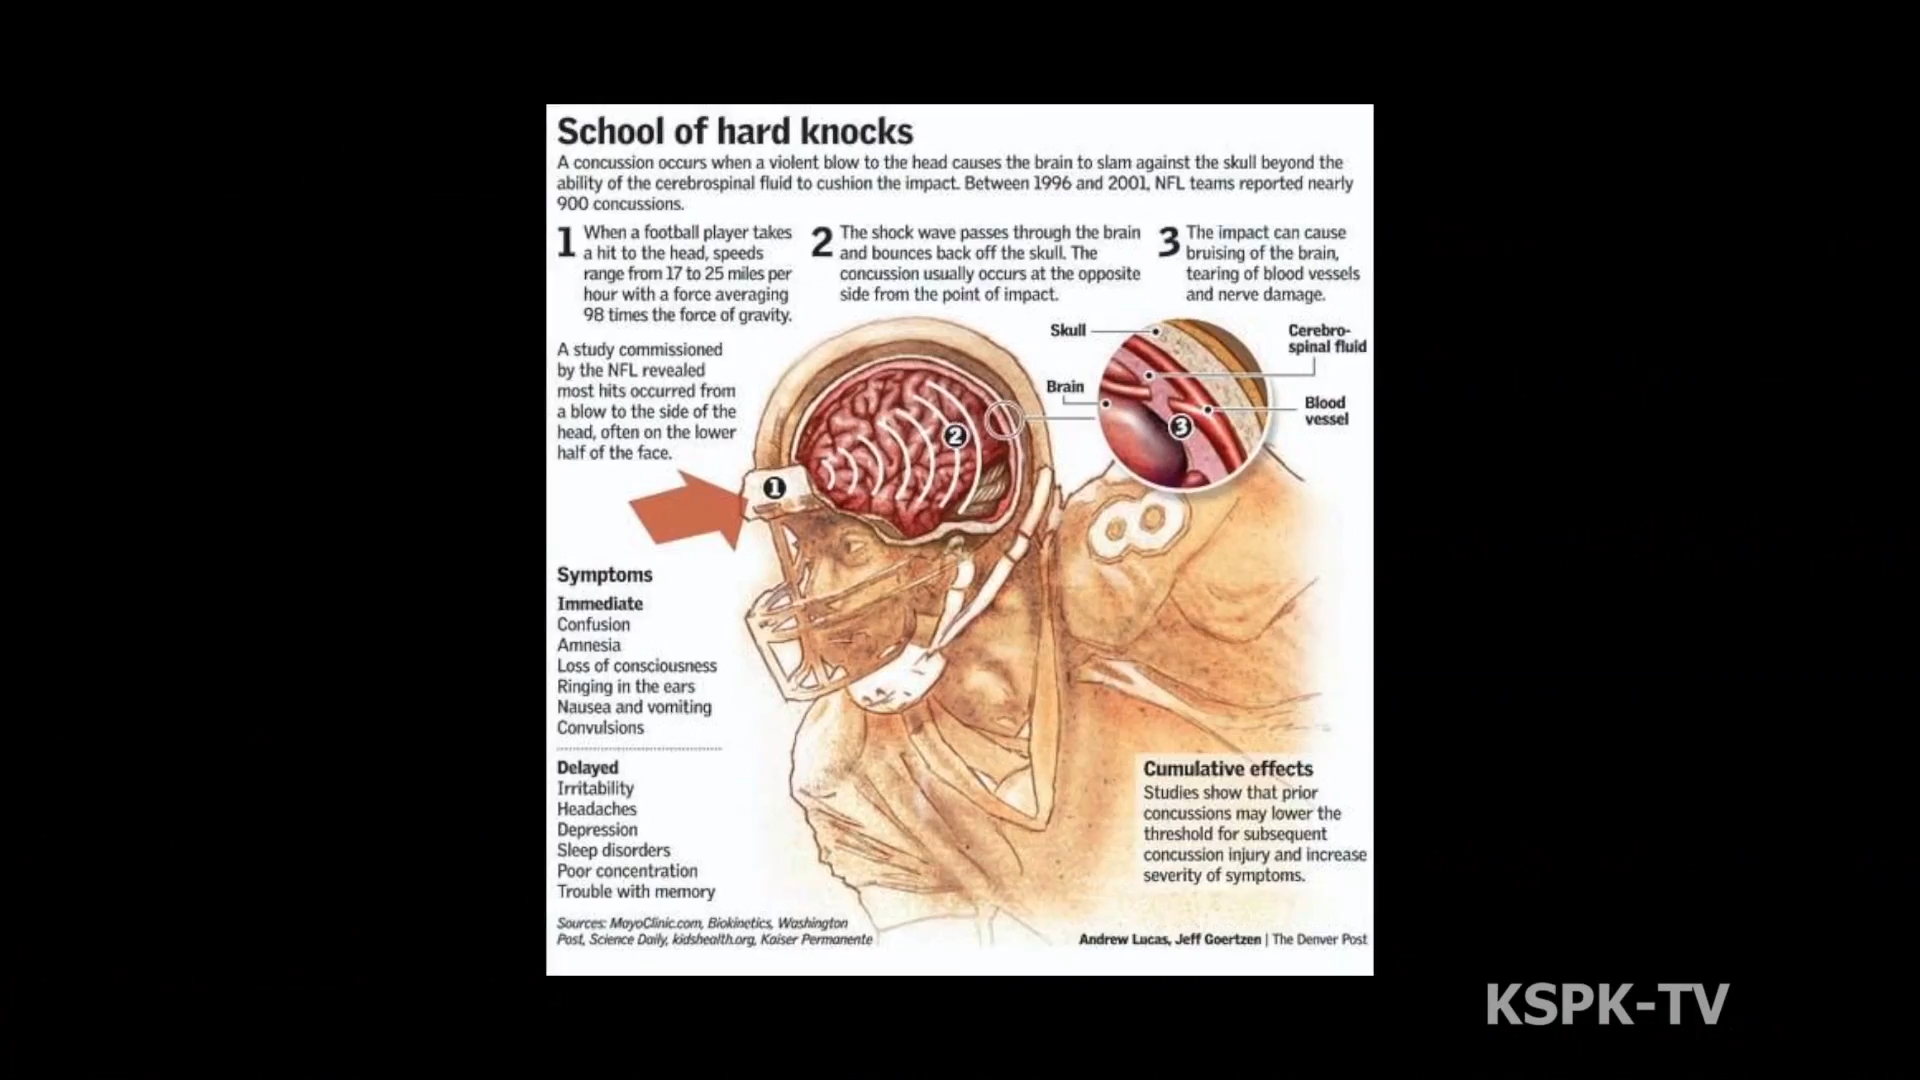 School of hard knocks
A concussion occurs when a violent blow to the head causes the brain to slam against the skull beyond the
ability of the cerebrospinal fluid to cushion the impact. Between 1996 and 2001, NFL teams reported nearly
900 concussions.
1
When a football player takes
a hit to the head, speeds
range from 17 to 25 miles per
hour with a force averaging
98 times the force of gravity.
2
The shock wave passes through the brain
and bounces back off the skull. The
concussion usually occurs at the opposite
side from the point of impact.
3
The impact can cause
bruising of the brain,
tearing of blood vessels
and nerve damage.
A study commissioned
by the NFL revealed
most hits occurred from
a blow to the side of the
head, often on the lower
half of the face.
Skull
Cerebro-
spinal fluid
Brain
Blood
vessel
3
2
1
8
Symptoms
Immediate
Confusion
Amnesia
Loss of consciousness
Ringing in the ears
Nausea and vomiting
Convulsions
Delayed
Irritability
Headaches
Depression
Sleep disorders
Poor concentration
Trouble with memory
Cumulative effects
Studies show that prior
concussions may lower the
threshold for subsequent
concussion injury and increase
severity of symptoms.
Sources: MayoClinic.com, Biokinetics, Washington
Post, Science Daily, kidshealth.org, Kaiser Permanente
Andrew Lucas, Jeff Goertzen | The Denver Post
KSPK-TV